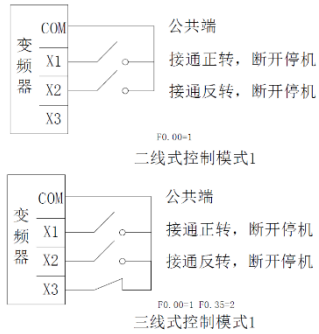 COM 公共端
变频器
X1 接通正转，断开停机
X2 接通反转，断开停机
X3
F0.00=1
二线式控制模式1
COM 公共端
变频器
X1 接通正转，断开停机
X2 接通反转，断开停机
X3
F0.00=1 F0.35=2
三线式控制模式1